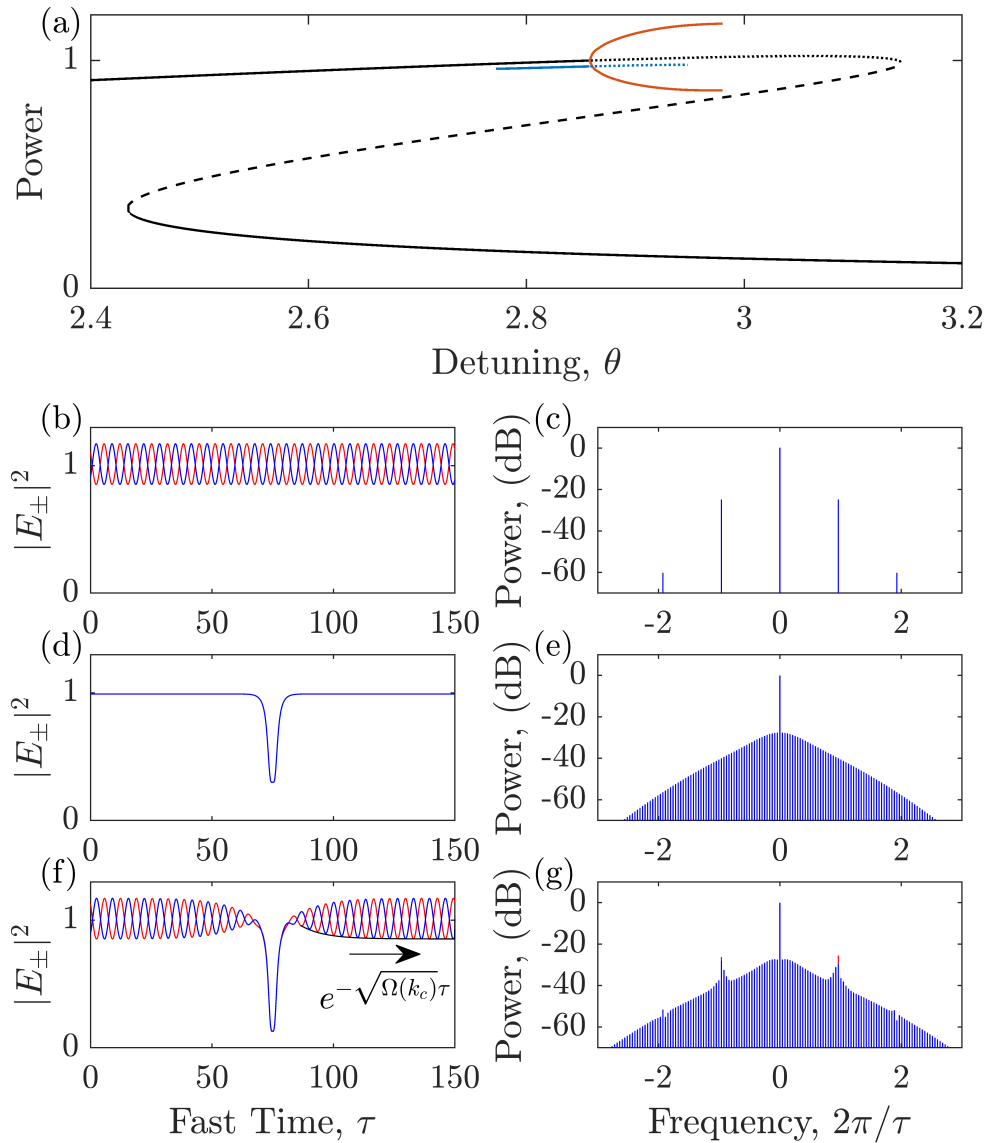 (a)
1
0
Power
2.4 2.6 2.8 3 3.2
Detuning, θ
(b)
1
0
|E±|²
0 50 100 150
(c)
0
-20
-40
-60
Power, (dB)
-2 0 2
(d)
1
0
|E±|²
0 50 100 150
(e)
0
-20
-40
-60
Power, (dB)
-2 0 2
(f)
1
0
|E±|²
e^{-√Ω(k_c)τ}
0 50 100 150
Fast Time, τ
(g)
0
-20
-40
-60
Power, (dB)
-2 0 2
Frequency, 2π/τ